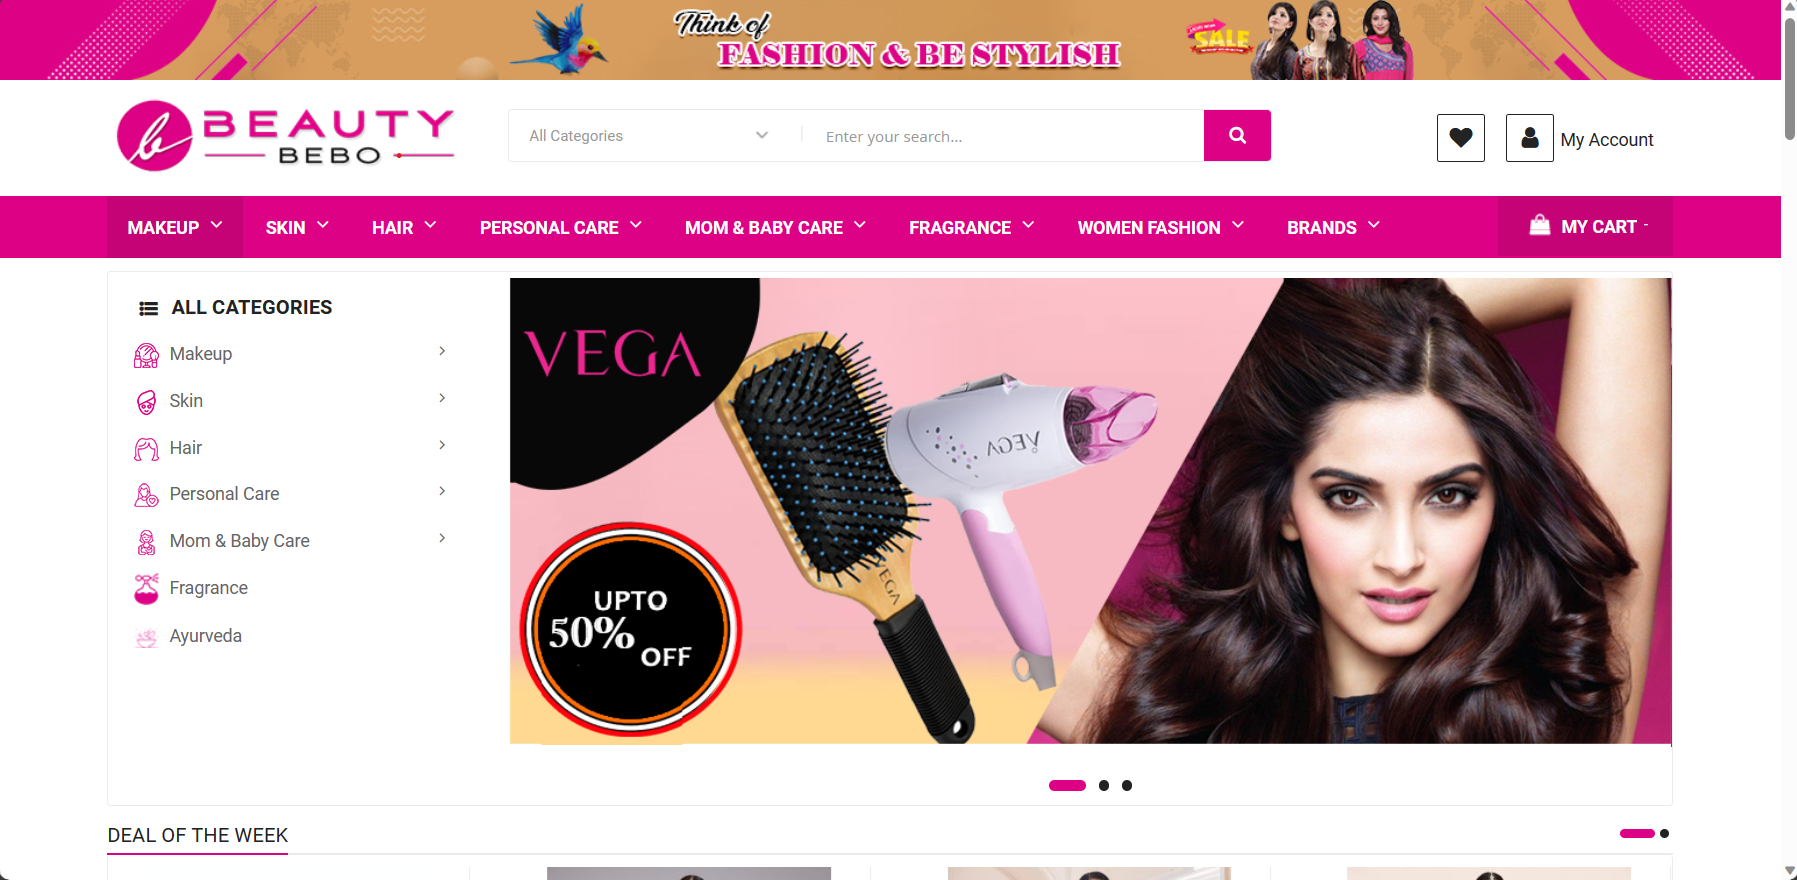 Think of
FASHION & BE STYLISH
SALE
b BEAUTY
BEBO
All Categories
Enter your search...
My Account
MAKEUP
SKIN
HAIR
PERSONAL CARE
MOM & BABY CARE
FRAGRANCE
WOMEN FASHION
BRANDS
MY CART -
ALL CATEGORIES
Makeup
Skin
Hair
Personal Care
Mom & Baby Care
Fragrance
Ayurveda
VEGA
VEGA
VEGA
UPTO
50%
OFF
DEAL OF THE WEEK